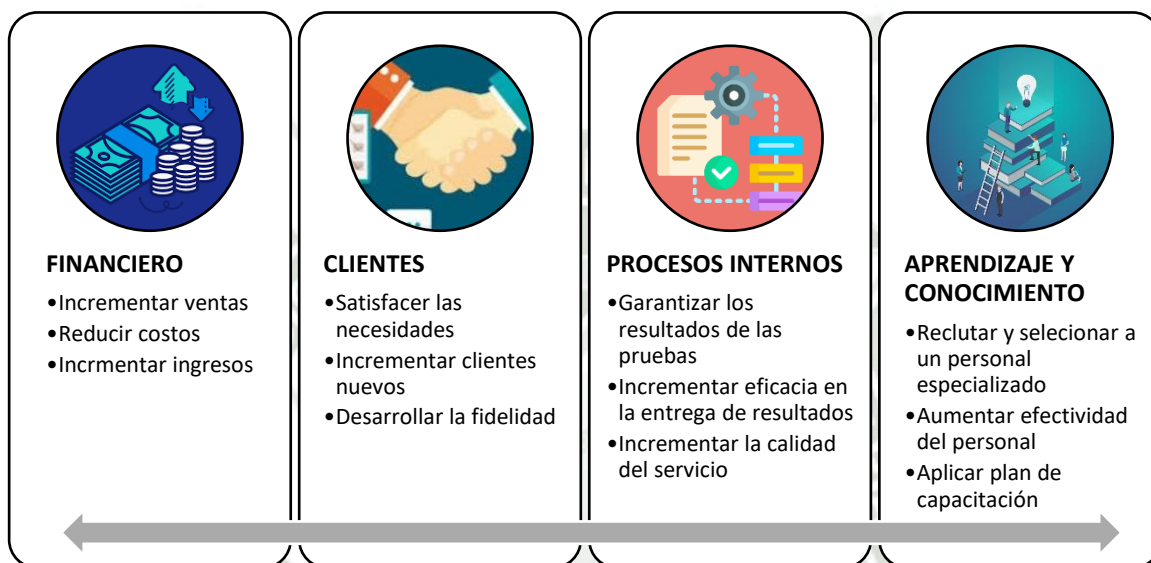 FINANCIERO
•Incrementar ventas
•Reducir costos
•Incrmentar ingresos
CLIENTES
•Satisfacer las
necesidades
•Incrementar clientes
nuevos
•Desarrollar la fidelidad
PROCESOS INTERNOS
•Garantizar los
resultados de las
pruebas
•Incrementar eficacia en
la entrega de resultados
•Incrementar la calidad
del servicio
APRENDIZAJE Y
CONOCIMIENTO
•Reclutar y selecionar a
un personal
especializado
•Aumentar efectividad
del personal
•Aplicar plan de
capacitación